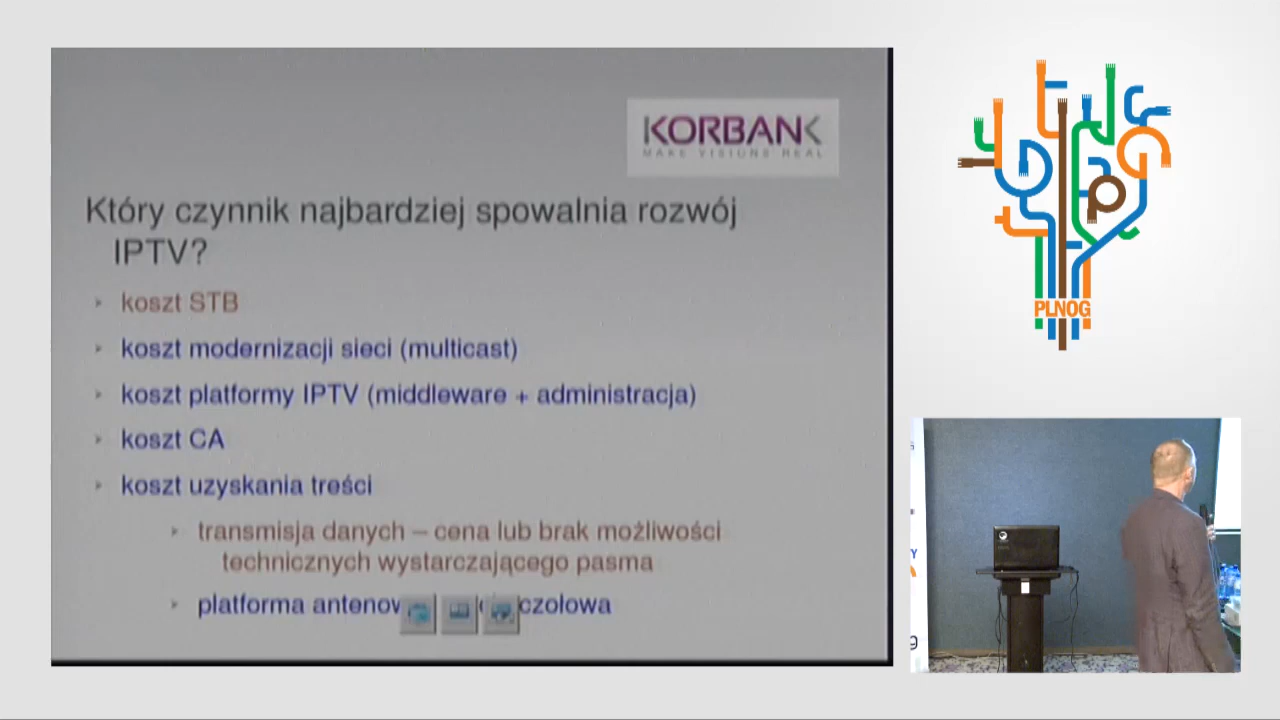 KORBANK
MAKE VISIONS REAL
Który czynnik najbardziej spowalnia rozwój
IPTV?
koszt STB
koszt modernizacji sieci (multicast)
koszt platformy IPTV (middleware + administracja)
koszt CA
koszt uzyskania treści
transmisja danych – cena lub brak możliwości
technicznych wystarczającego pasma
platforma czołowa
PLNOG